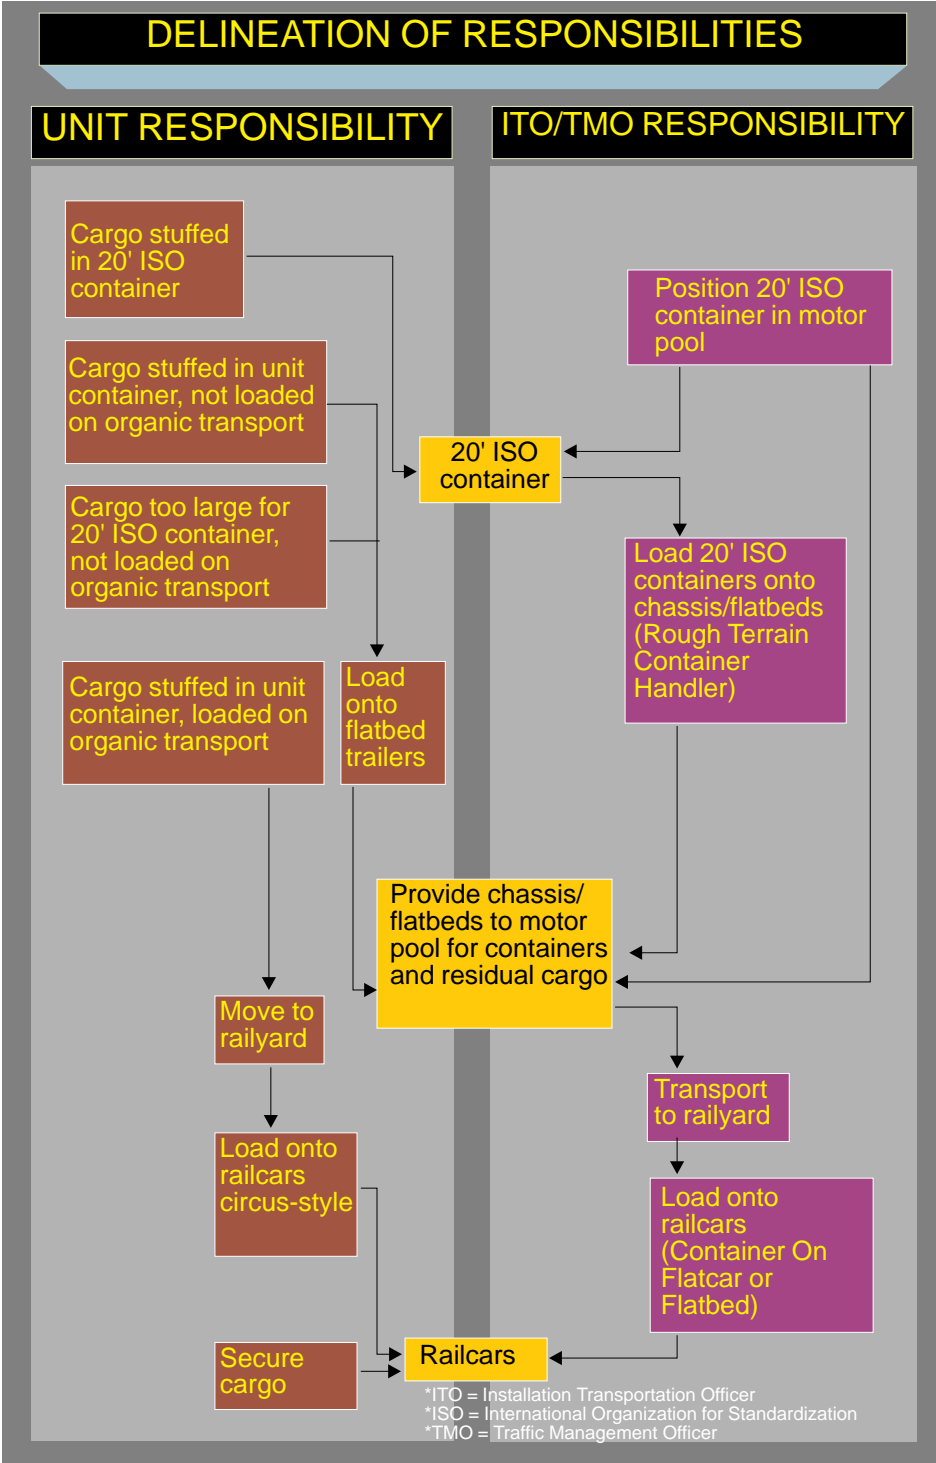 DELINEATION OF RESPONSIBILITIES
UNIT RESPONSIBILITY
ITO/TMO RESPONSIBILITY
Cargo stuffed
in 20' ISO
container
Position 20' ISO
container in motor
pool
Cargo stuffed in unit
container, not loaded
on organic transport
20' ISO
container
Cargo too large for
20' ISO container,
not loaded on
organic transport
Load 20' ISO
containers onto
chassis/flatbeds
(Rough Terrain
Container
Handler)
Cargo stuffed in unit
container, loaded on
organic transport
Load
onto
flatbed
trailers
Provide chassis/
flatbeds to motor
pool for containers
and residual cargo
Move to
railyard
Transport
to railyard
Load onto
railcars
circus-style
Load onto
railcars
(Container On
Flatcar or
Flatbed)
Secure
cargo
Railcars
*ITO = Installation Transportation Officer
*ISO = International Organization for Standardization
*TMO = Traffic Management Officer